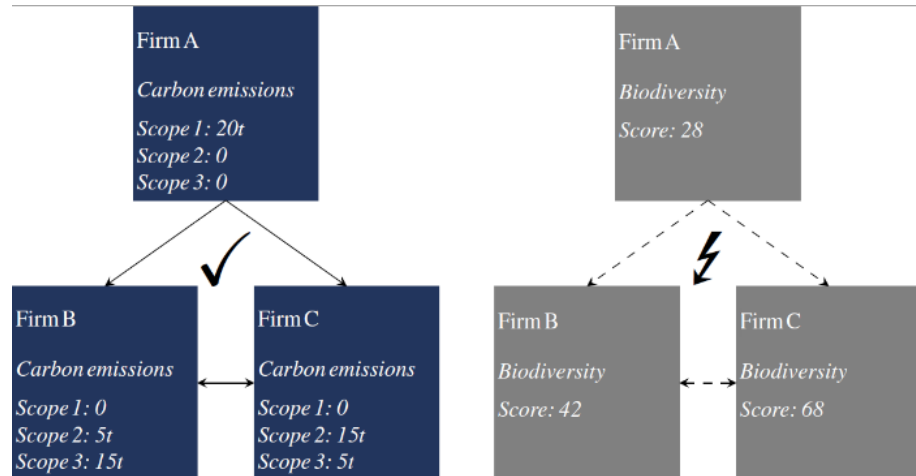 Firm A
Carbon emissions
Scope 1: 20t
Scope 2: 0
Scope 3: 0
Firm A
Biodiversity
Score: 28
Firm B
Carbon emissions
Scope 1: 0
Scope 2: 5t
Scope 3: 15t
Firm C
Carbon emissions
Scope 1: 0
Scope 2: 15t
Scope 3: 5t
Firm B
Biodiversity
Score: 42
Firm C
Biodiversity
Score: 68